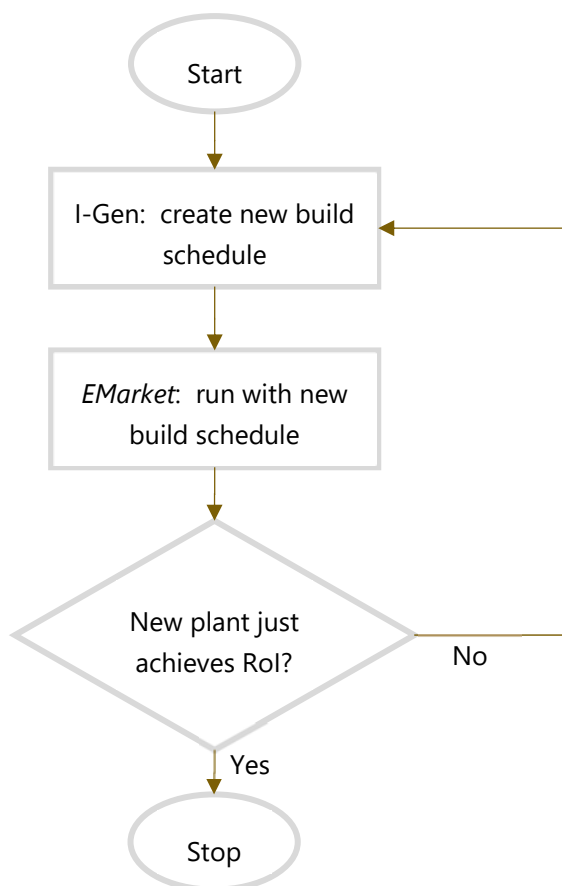 Start
I-Gen:  create new build
schedule
EMarket:  run with new
build schedule
New plant just
achieves RoI?
No
Yes
Stop